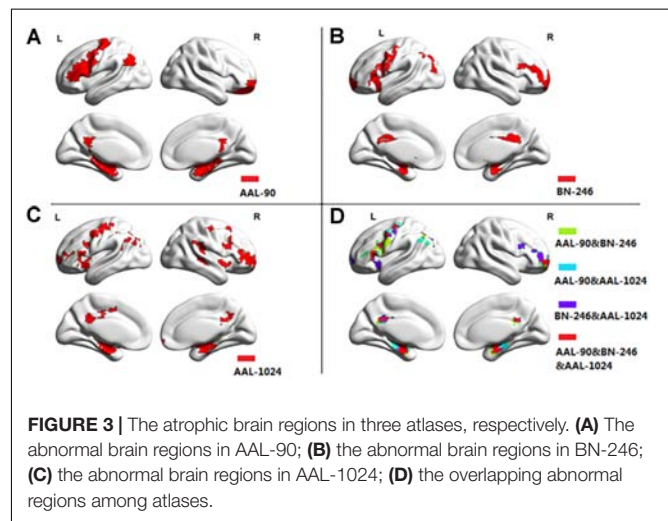 A
L
R
AAL-90
B
L
R
BN-246
C
L
R
AAL-1024
D
L
R
AAL-90&BN-246
AAL-90&AAL-1024
BN-246&AAL-1024
AAL-90&BN-246
&AAL-1024
FIGURE 3 | The atrophic brain regions in three atlases, respectively. (A) The
abnormal brain regions in AAL-90; (B) the abnormal brain regions in BN-246;
(C) the abnormal brain regions in AAL-1024; (D) the overlapping abnormal
regions among atlases.